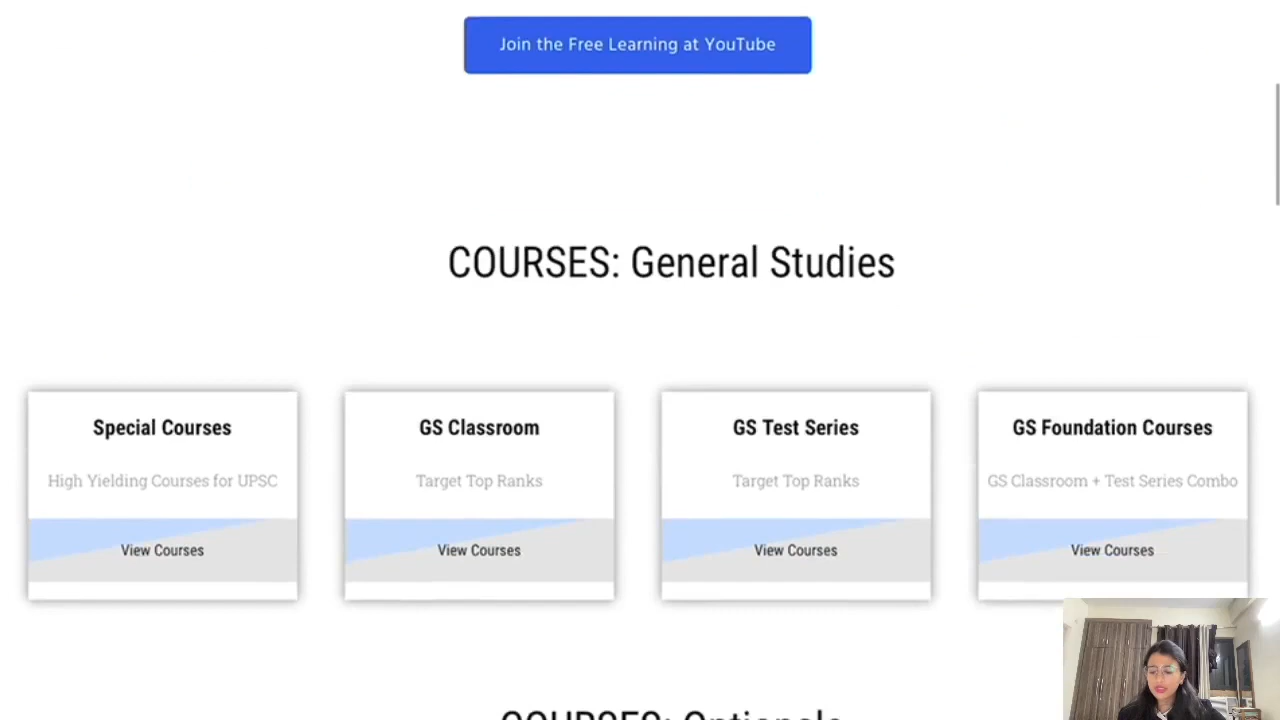 Join the Free Learning at YouTube
COURSES: General Studies
Special Courses
High Yielding Courses for UPSC
View Courses
GS Classroom
Target Top Ranks
View Courses
GS Test Series
Target Top Ranks
View Courses
GS Foundation Courses
GS Classroom + Test Series Combo
View Courses
COURSES: Optionals